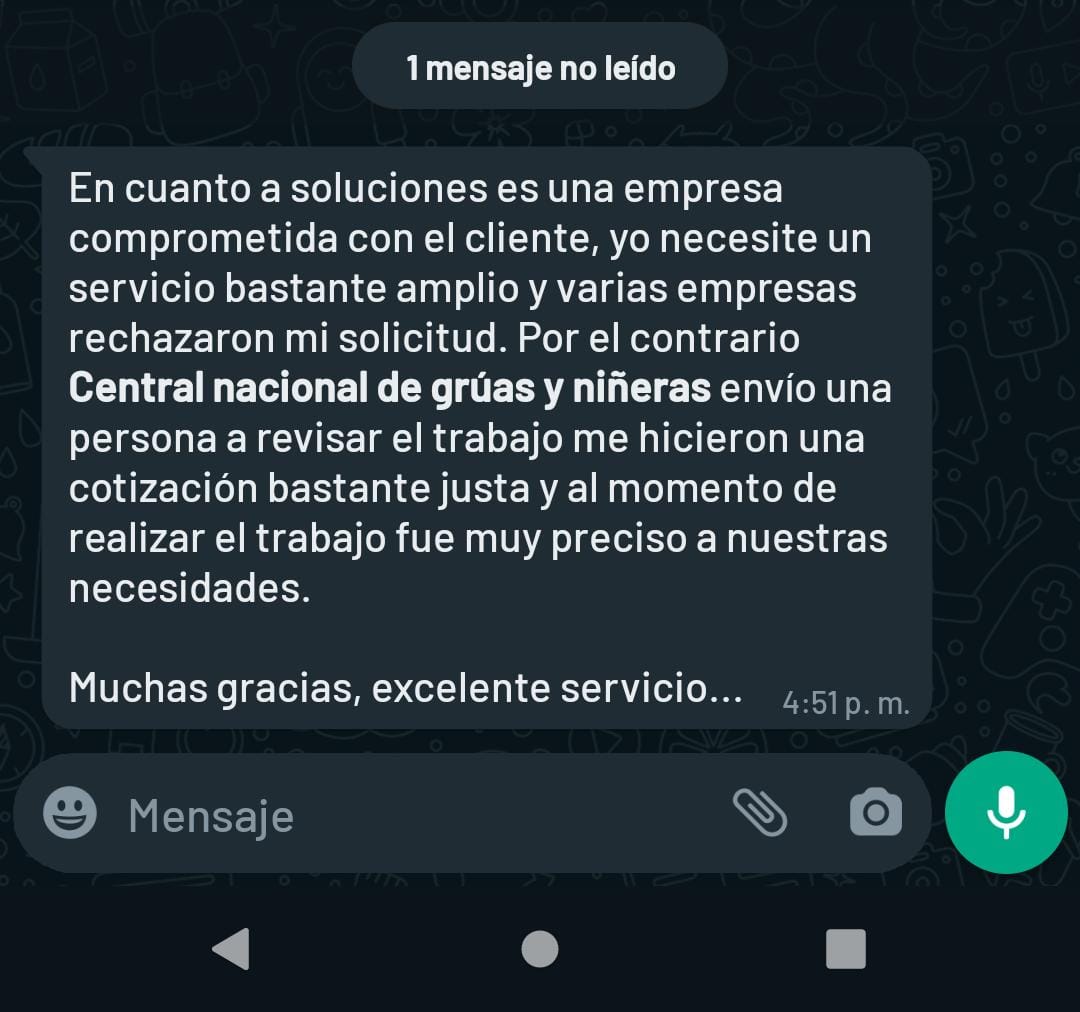 1 mensaje no leído
En cuanto a soluciones es una empresa
comprometida con el cliente, yo necesite un
servicio bastante amplio y varias empresas
rechazaron mi solicitud. Por el contrario
Central nacional de grúas y niñeras envío una
persona a revisar el trabajo me hicieron una
cotización bastante justa y al momento de
realizar el trabajo fue muy preciso a nuestras
necesidades.
Muchas gracias, excelente servicio...
4:51 p. m.
Mensaje